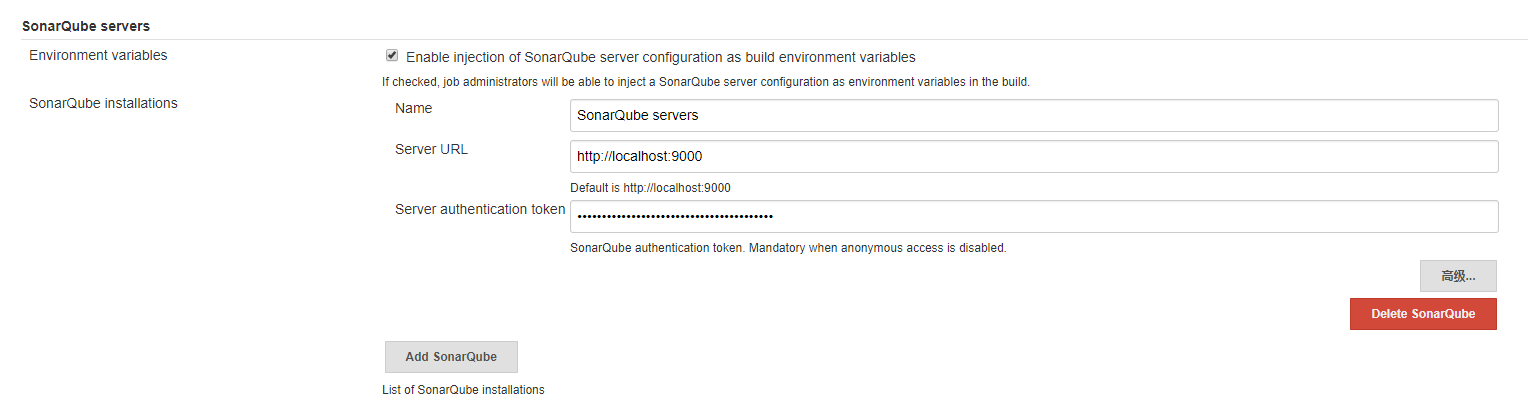 SonarQube servers
Environment variables
Enable injection of SonarQube server configuration as build environment variables
If checked, job administrators will be able to inject a SonarQube server configuration as environment variables in the build.
SonarQube installations
Name
SonarQube servers
Server URL
http://localhost:9000
Default is http://localhost:9000
Server authentication token
••••••••••••••••••••••••••••••••••••••••
SonarQube authentication token. Mandatory when anonymous access is disabled.
高级...
Delete SonarQube
Add SonarQube
List of SonarQube installations